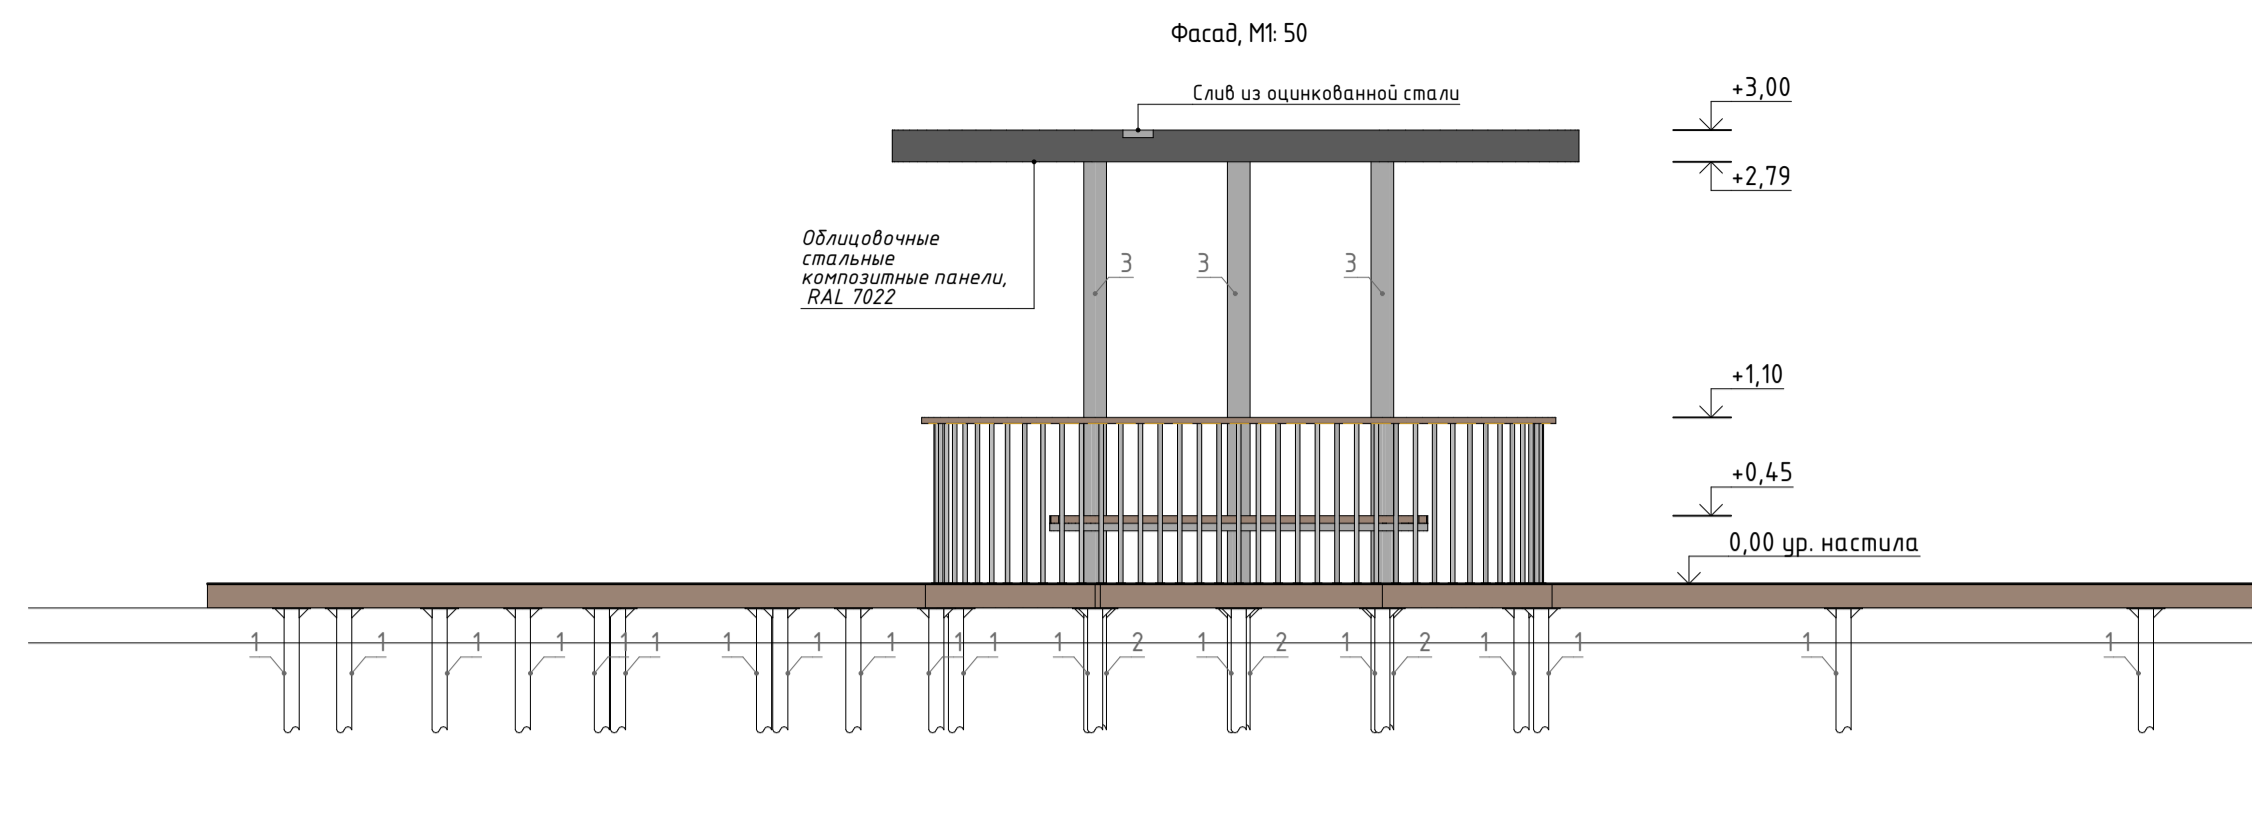 Фасад, М1: 50
Слив из оцинкованной стали
+3,00
+2,79
Облицовочные
стальные
композитные панели,
RAL 7022
3 3 3
+1,10
+0,45
0,00 ур. настила
1 1 1 1 1 1 1 1 1 1 1 1 2 1 2 1 2 1 1 1 1